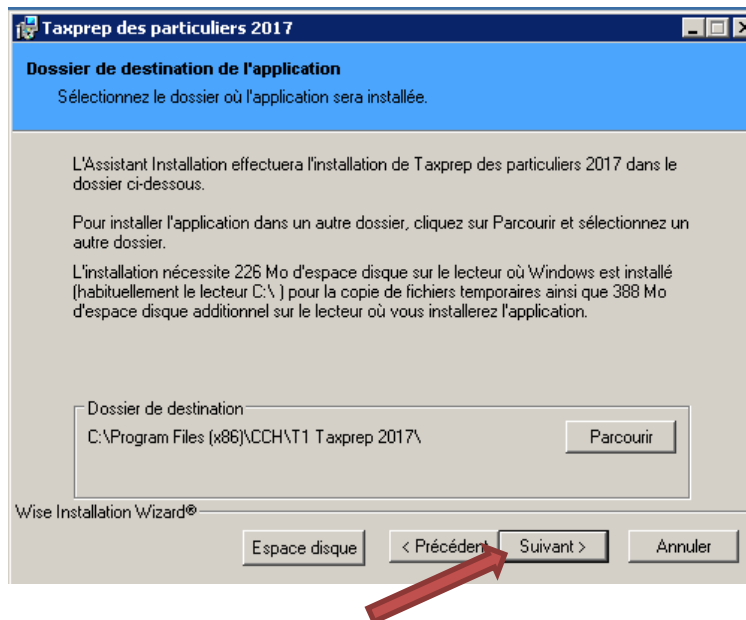 Taxprep des particuliers 2017
Dossier de destination de l'application
Sélectionnez le dossier où l'application sera installée.
L'Assistant Installation effectuera l'installation de Taxprep des particuliers 2017 dans le
dossier ci-dessous.
Pour installer l'application dans un autre dossier, cliquez sur Parcourir et sélectionnez un
autre dossier.
L'installation nécessite 226 Mo d'espace disque sur le lecteur où Windows est installé
(habituellement le lecteur C:\ ) pour la copie de fichiers temporaires ainsi que 388 Mo
d'espace disque additionnel sur le lecteur où vous installerez l'application.
Dossier de destination
C:\Program Files (x86)\CCH\T1 Taxprep 2017\
Parcourir
Wise Installation Wizard®
Espace disque
< Précédent
Suivant >
Annuler